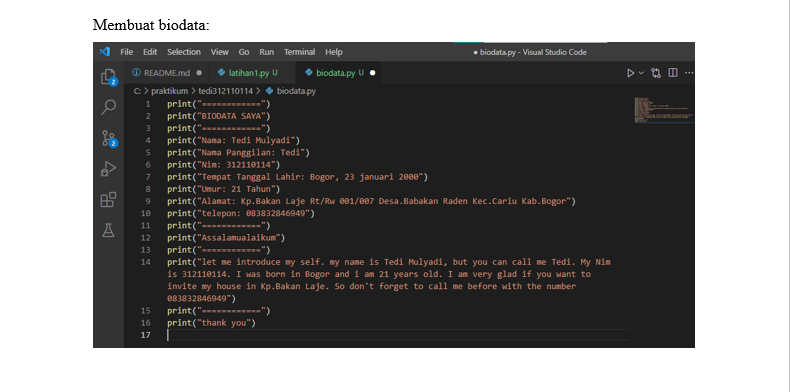 Membuat biodata:
File Edit Selection View Go Run Terminal Help ● biodata.py - Visual Studio Code
README.md ● latihan1.py U biodata.py U ●
C: > praktikum > tedi312110114 > biodata.py
1 print("============")
2 print("BIODATA SAYA")
3 print("============")
4 print("Nama: Tedi Mulyadi")
5 print("Nama Panggilan: Tedi")
6 print("Nim: 312110114")
7 print("Tempat Tanggal Lahir: Bogor, 23 januari 2000")
8 print("Umur: 21 Tahun")
9 print("Alamat: Kp.Bakan Laje Rt/Rw 001/007 Desa.Babakan Raden Kec.Cariu Kab.Bogor")
10 print("telepon: 083832846949")
11 print("============")
12 print("Assalamualaikum")
13 print("============")
14 print("let me introduce my self. my name is Tedi Mulyadi, but you can call me Tedi. My Nim
is 312110114. I was born in Bogor and i am 21 years old. I am very glad if you want to
invite my house in Kp.Bakan Laje. So don't forget to call me before with the number
083832846949")
15 print("============")
16 print("thank you")
17
2
2